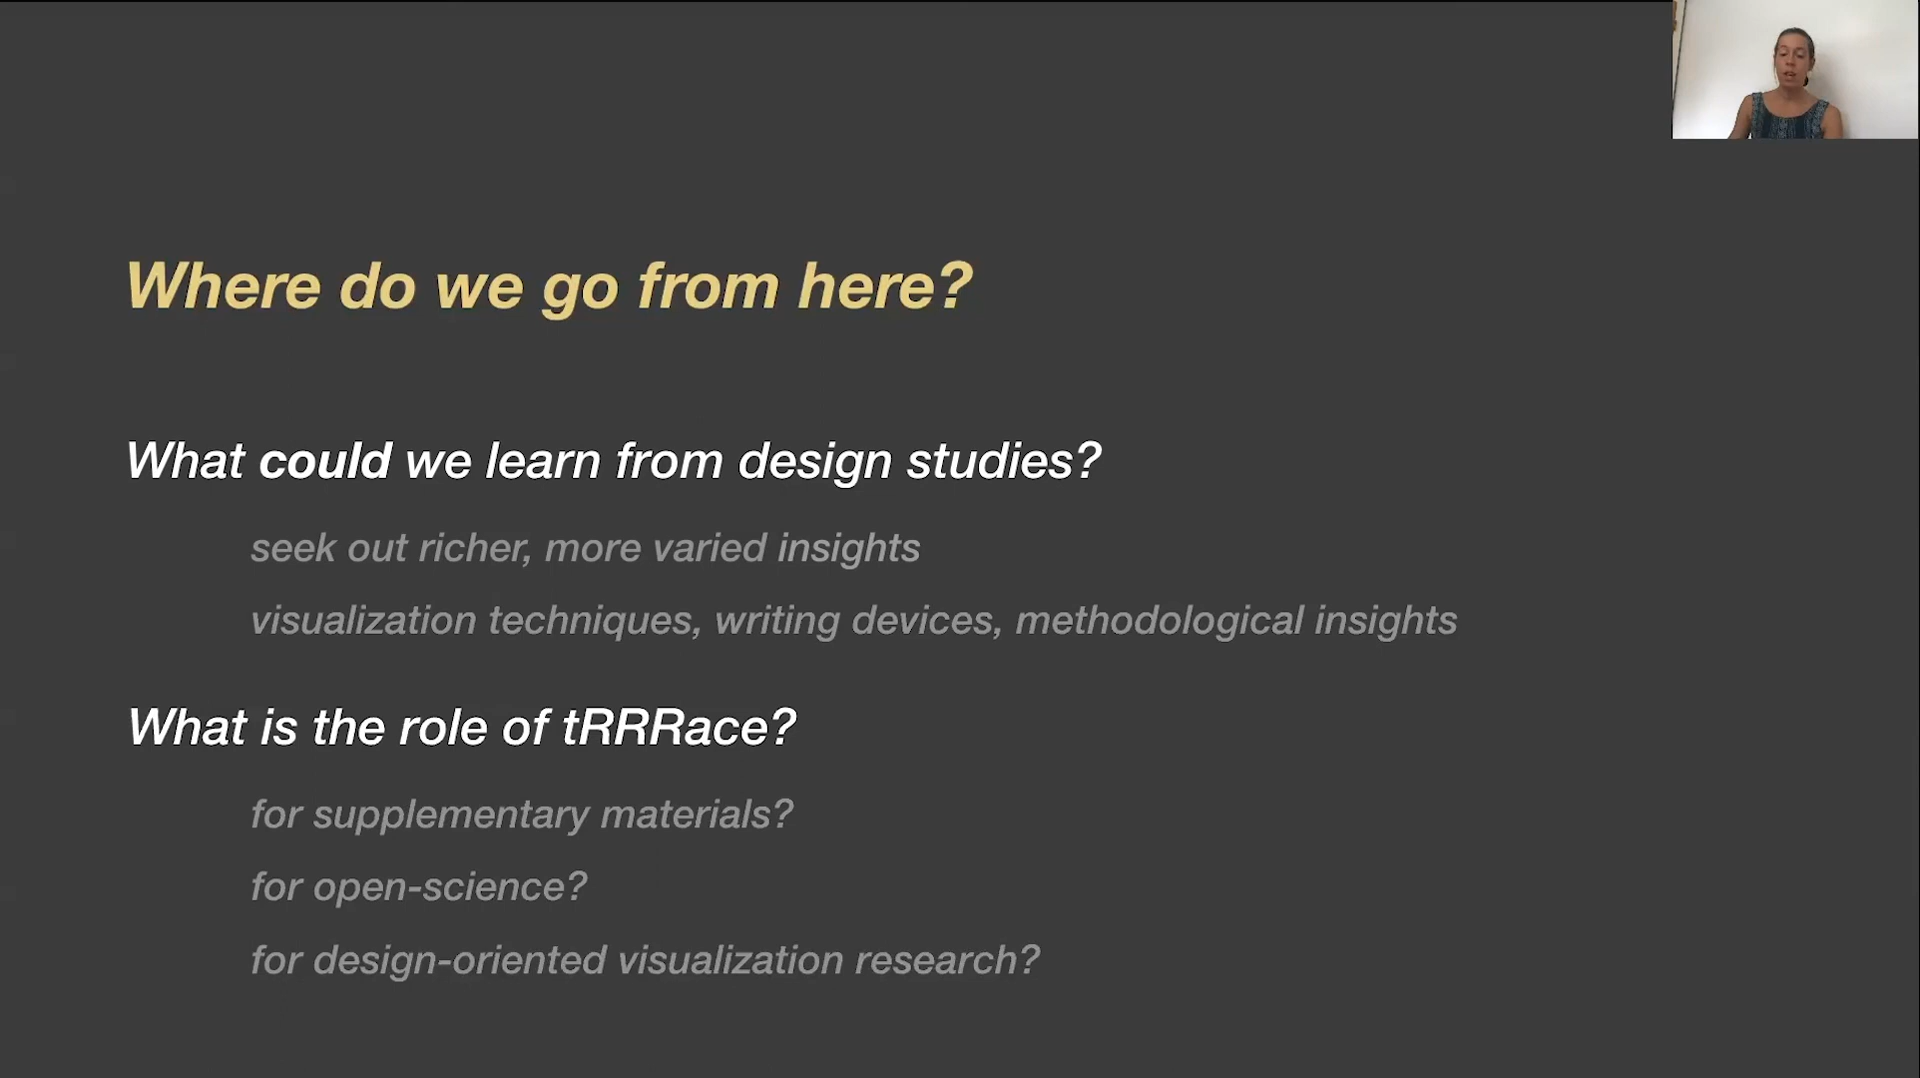 Where do we go from here?
What could we learn from design studies?
seek out richer, more varied insights
visualization techniques, writing devices, methodological insights
What is the role of tRRRace?
for supplementary materials?
for open-science?
for design-oriented visualization research?